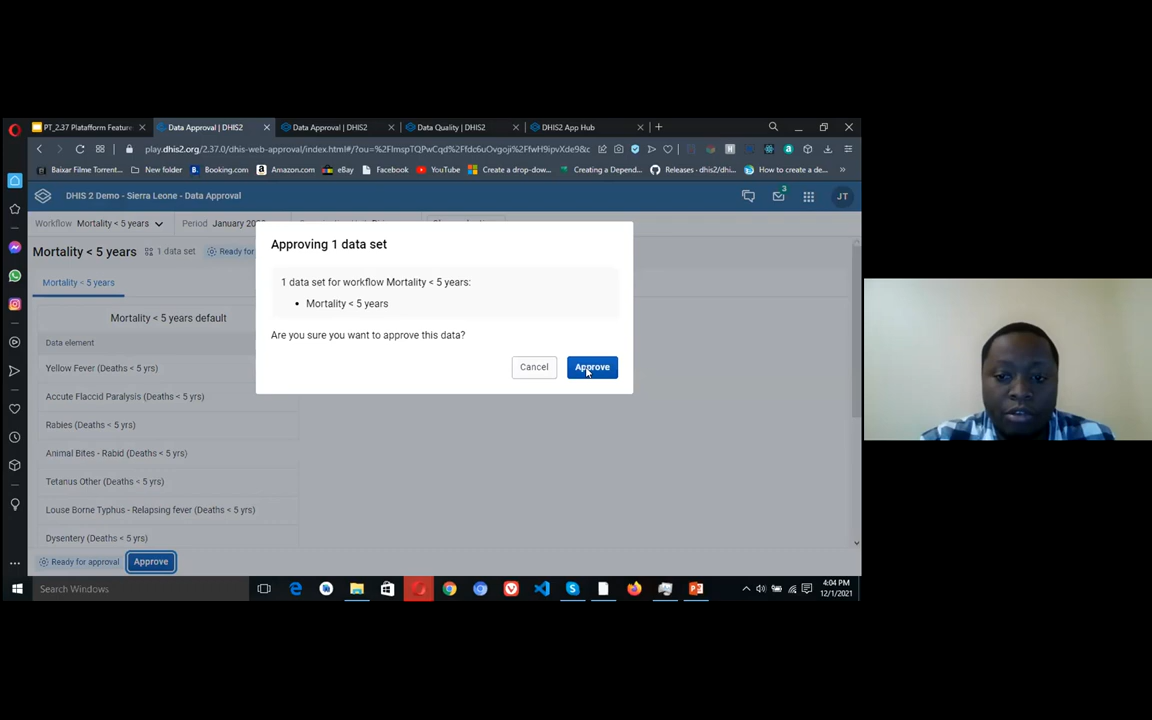 PT_2.37 Platafform Feature
Data Approval | DHIS2
Data Approval | DHIS2
Data Quality | DHIS2
DHIS2 App Hub
play.dhis2.org/2.37.0/dhis-web-approval/index.html#/?ou=%2FImspTQPwCqd%2Ffdc6uOvgoji%2FfwH9ipvXde9&c
Baixar Filme Torrent...
New folder
Booking.com
Amazon.com
eBay
Facebook
YouTube
Create a drop-dow...
Creating a Depend...
Releases - dhis2/dhi...
How to create a de...
DHIS 2 Demo - Sierra Leone - Data Approval
3
JT
Workflow Mortality < 5 years
Period January
Mortality < 5 years
1 data set
Ready for
Mortality < 5 years
Mortality < 5 years default
Data element
Yellow Fever (Deaths < 5 yrs)
Accute Flaccid Paralysis (Deaths < 5 yrs)
Rabies (Deaths < 5 yrs)
Animal Bites - Rabid (Deaths < 5 yrs)
Tetanus Other (Deaths < 5 yrs)
Louse Borne Typhus - Relapsing fever (Deaths < 5 yrs)
Dysentery (Deaths < 5 yrs)
Ready for approval
Approve
Approving 1 data set
1 data set for workflow Mortality < 5 years:
• Mortality < 5 years
Are you sure you want to approve this data?
Cancel
Approve
Search Windows
4:04 PM
12/1/2021